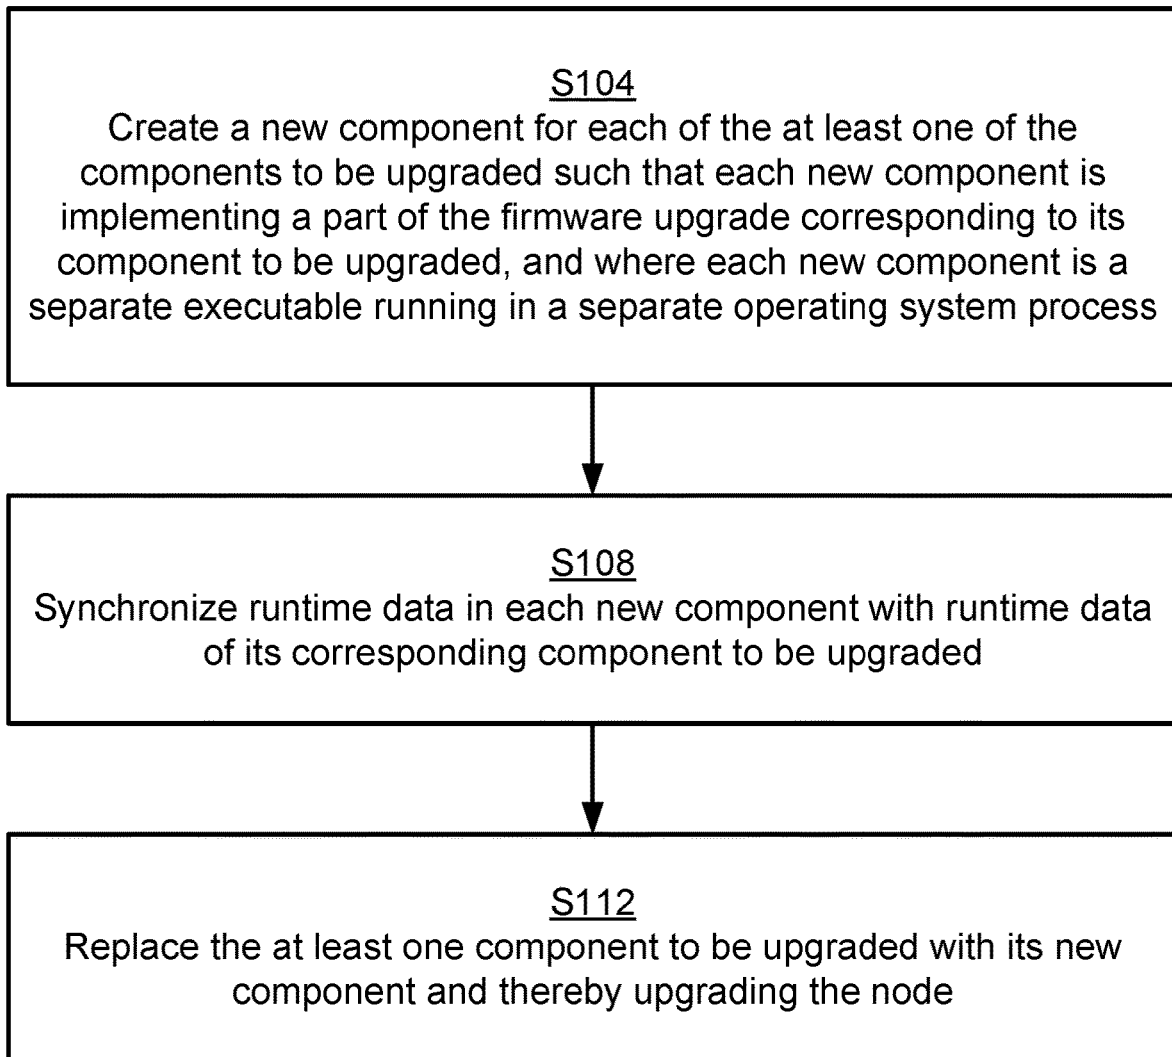 S104
Create a new component for each of the at least one of the
components to be upgraded such that each new component is
implementing a part of the firmware upgrade corresponding to its
component to be upgraded, and where each new component is a
separate executable running in a separate operating system process
S108
Synchronize runtime data in each new component with runtime data
of its corresponding component to be upgraded
S112
Replace the at least one component to be upgraded with its new
component and thereby upgrading the node